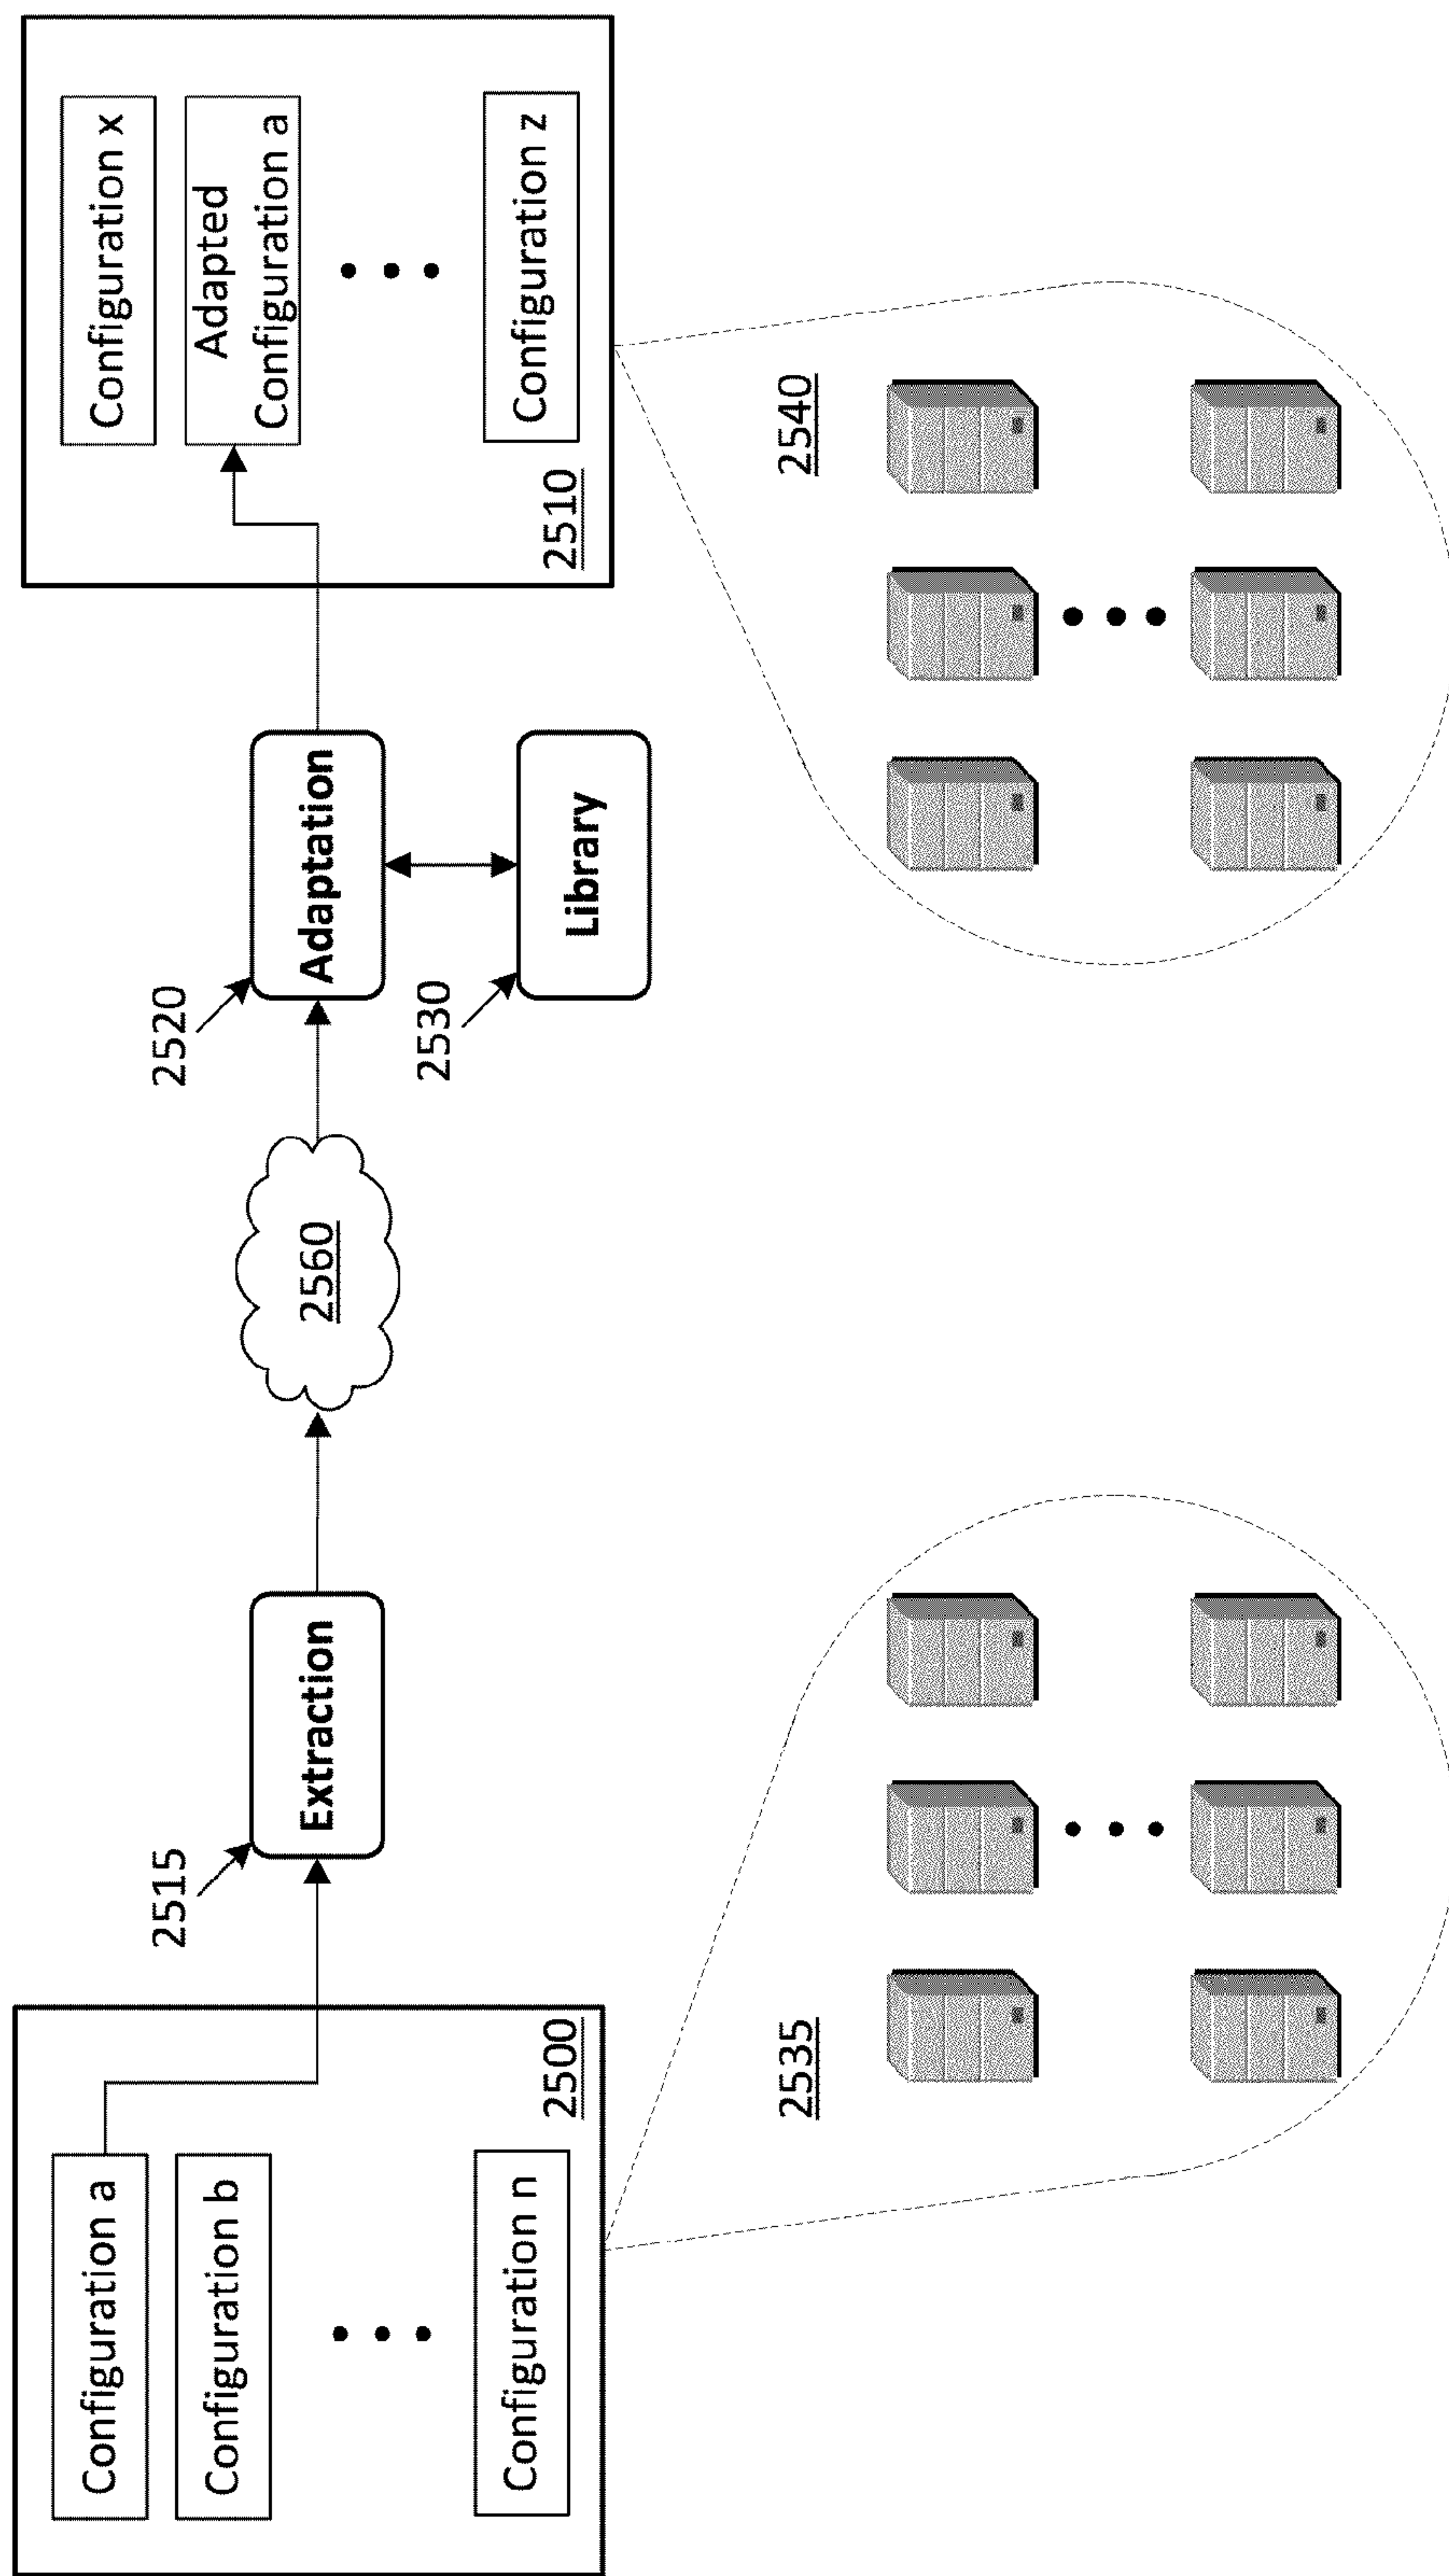 Configuration a
Configuration b
Configuration n
2500
2515
Extraction
2560
2520
Adaptation
2530
Library
Configuration x
Adapted
Configuration a
Configuration z
2510
2535
2540